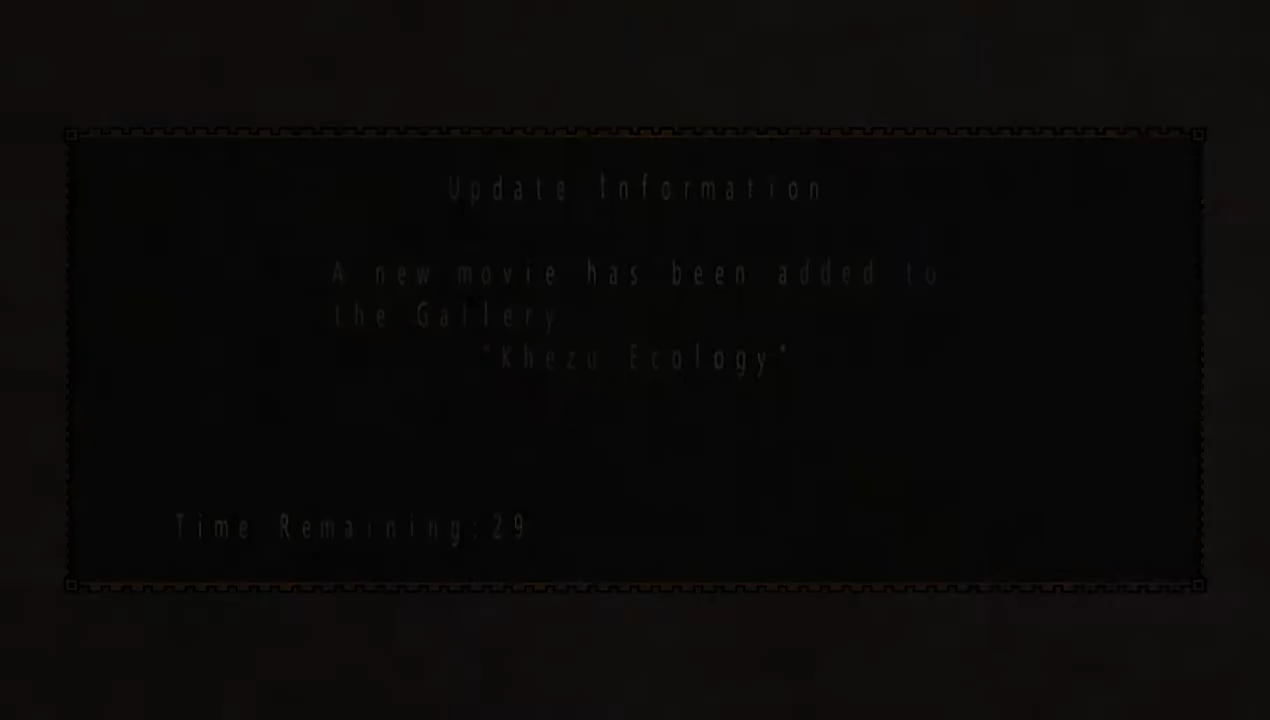 Update Information
A new movie has been added to
the Gallery
"Khezu Ecology"
Time Remaining:29